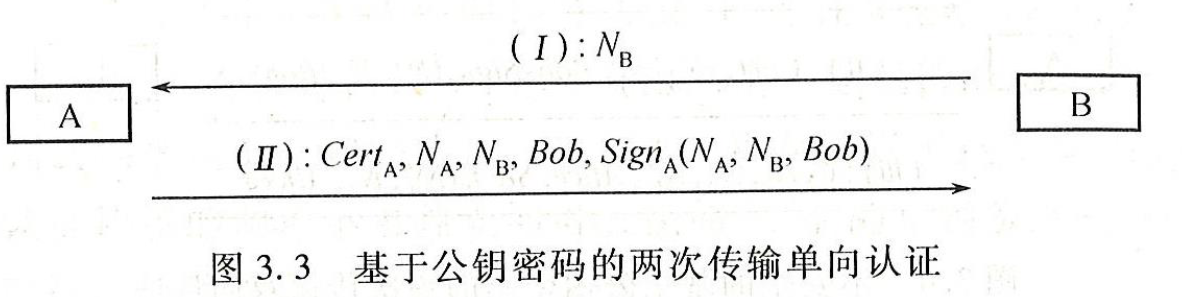 (Ⅰ): N_B
A
B
(Ⅱ): Cert_A, N_A, N_B, Bob, Sign_A(N_A, N_B, Bob)
图 3.3 基于公钥密码的两次传输单向认证